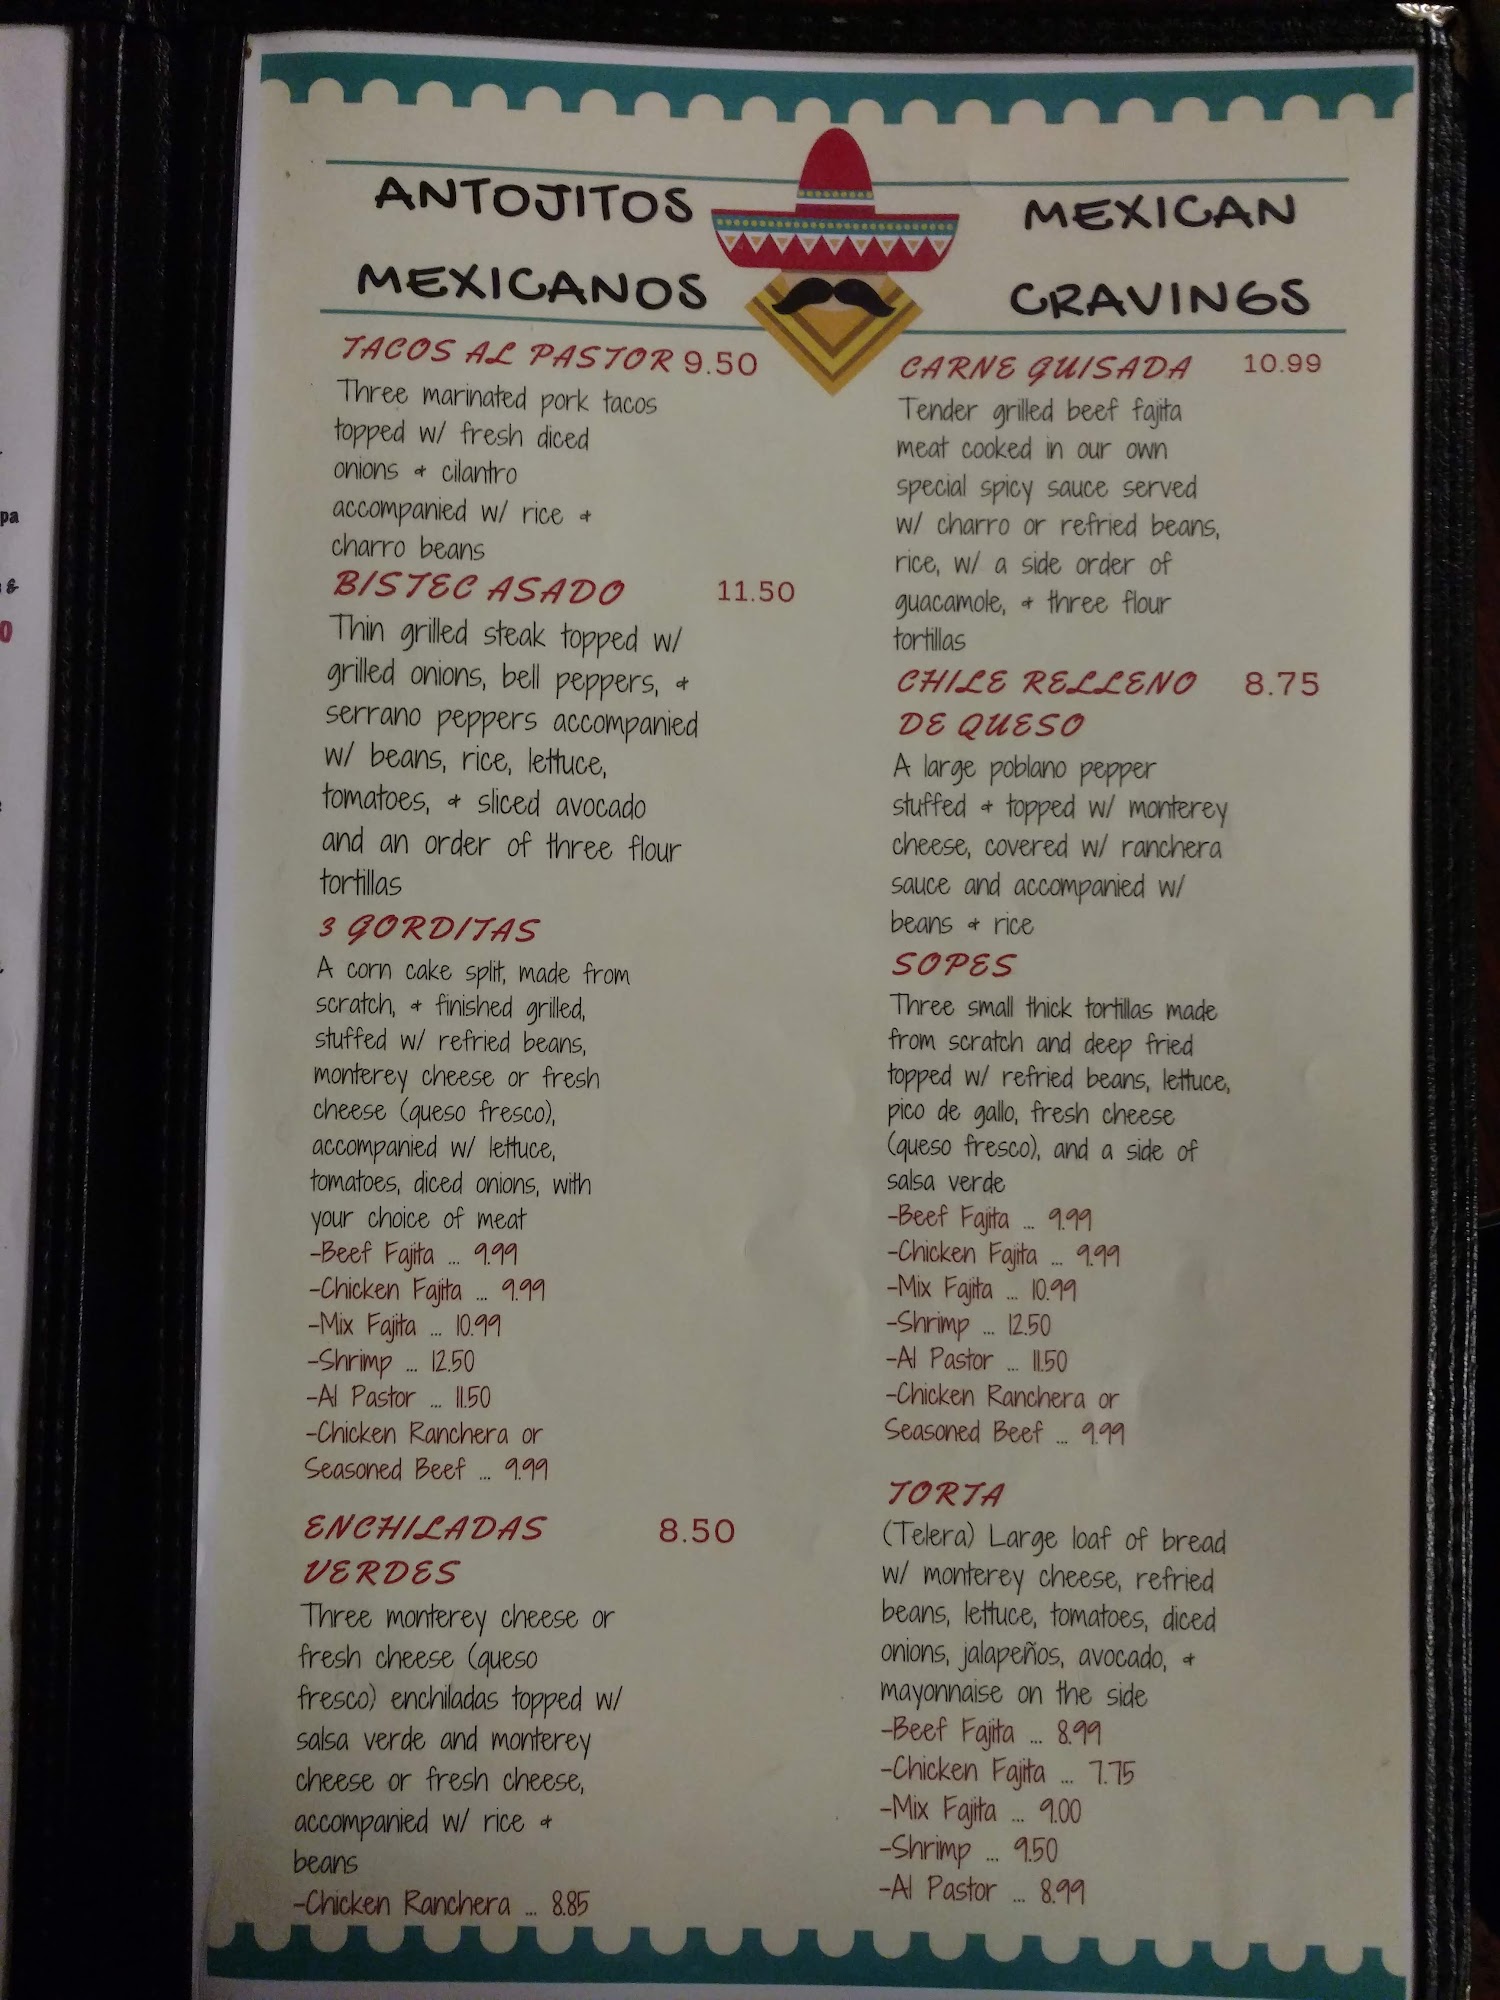 ANTOJITOS
MEXICANOS
MEXICAN
CRAVINGS
TACOS AL PASTOR 9.50
Three marinated pork tacos
topped w/ fresh diced
onions & cilantro
accompanied w/ rice &
charro beans
BISTEC ASADO 11.50
Thin grilled steak topped w/
grilled onions, bell peppers, &
serrano peppers accompanied
w/ beans, rice, lettuce,
tomatoes, & sliced avocado
and an order of three flour
tortillas
3 GORDITAS
A corn cake split, made from
scratch, & finished grilled,
stuffed w/ refried beans,
monterey cheese or fresh
cheese (queso fresco),
accompanied w/ lettuce,
tomatoes, diced onions, with
your choice of meat
-Beef Fajita ... 9.99
-Chicken Fajita ... 9.99
-Mix Fajita ... 10.99
-Shrimp ... 12.50
-Al Pastor ... 11.50
-Chicken Ranchera or
Seasoned Beef ... 9.99
ENCHILADAS 8.50
VERDES
Three monterey cheese or
fresh cheese (queso
fresco) enchiladas topped w/
salsa verde and monterey
cheese or fresh cheese,
accompanied w/ rice &
beans
-Chicken Ranchera ... 8.85
CARNE GUISADA 10.99
Tender grilled beef fajita
meat cooked in our own
special spicy sauce served
w/ charro or refried beans,
rice, w/ a side order of
guacamole, & three flour
tortillas
CHILE RELLENO 8.75
DE QUESO
A large poblano pepper
stuffed & topped w/ monterey
cheese, covered w/ ranchera
sauce and accompanied w/
beans & rice
SOPES
Three small thick tortillas made
from scratch and deep fried
topped w/ refried beans, lettuce,
pico de gallo, fresh cheese
(queso fresco), and a side of
salsa verde
-Beef Fajita ... 9.99
-Chicken Fajita ... 9.99
-Mix Fajita ... 10.99
-Shrimp ... 12.50
-Al Pastor ... 11.50
-Chicken Ranchera or
Seasoned Beef ... 9.99
TORTA
(Telera) Large loaf of bread
w/ monterey cheese, refried
beans, lettuce, tomatoes, diced
onions, jalapeños, avocado, &
mayonnaise on the side
-Beef Fajita ... 8.99
-Chicken Fajita ... 7.75
-Mix Fajita ... 9.00
-Shrimp ... 9.50
-Al Pastor ... 8.99